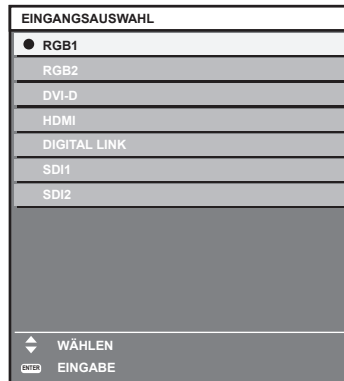 EINGANGSAUSWAHL
RGB1
RGB2
DVI-D
HDMI
DIGITAL LINK
SDI1
SDI2
WÄHLEN
ENTER EINGABE